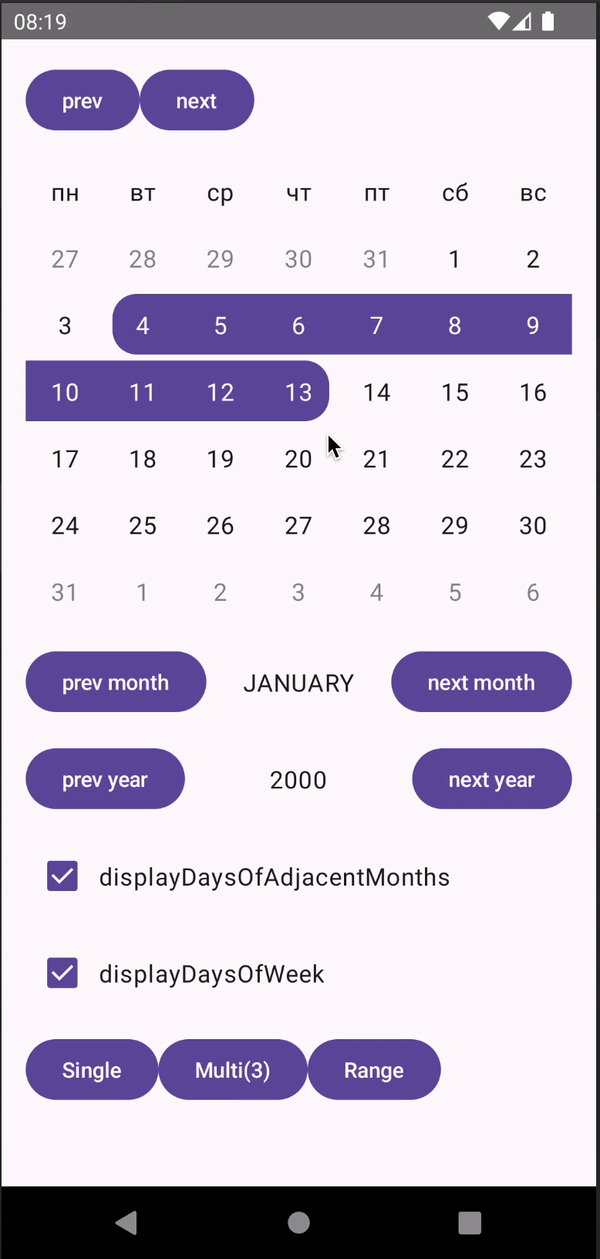 08:19
prev next
пн вт ср чт пт сб вс
27 28 29 30 31 1 2
3 4 5 6 7 8 9
10 11 12 13 14 15 16
17 18 19 20 21 22 23
24 25 26 27 28 29 30
31 1 2 3 4 5 6
prev month JANUARY next month
prev year 2000 next year
displayDaysOfAdjacentMonths
displayDaysOfWeek
Single Multi(3) Range